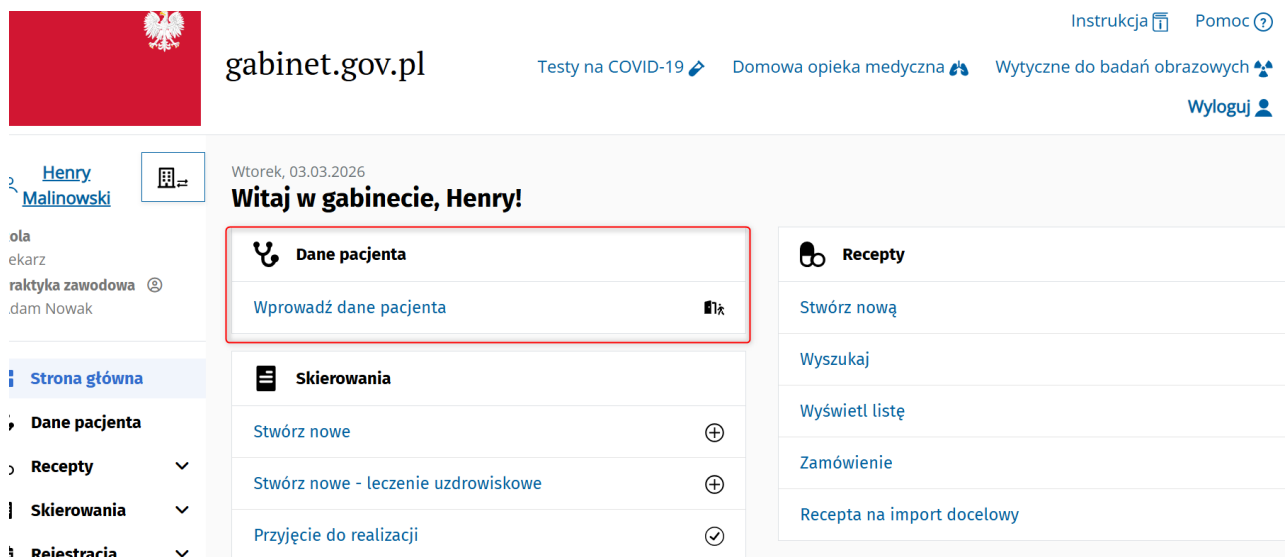 Instrukcja
Pomoc
gabinet.gov.pl
Testy na COVID-19
Domowa opieka medyczna
Wytyczne do badań obrazowych
Wyloguj
Henry
Malinowski
ola
ekarz
raktyka zawodowa
dam Nowak
Strona główna
Dane pacjenta
Recepty
Skierowania
Rejestracja
Wtorek, 03.03.2026
Witaj w gabinecie, Henry!
Dane pacjenta
Wprowadź dane pacjenta
Skierowania
Stwórz nowe
Stwórz nowe - leczenie uzdrowiskowe
Przyjęcie do realizacji
Recepty
Stwórz nową
Wyszukaj
Wyświetl listę
Zamówienie
Recepta na import docelowy